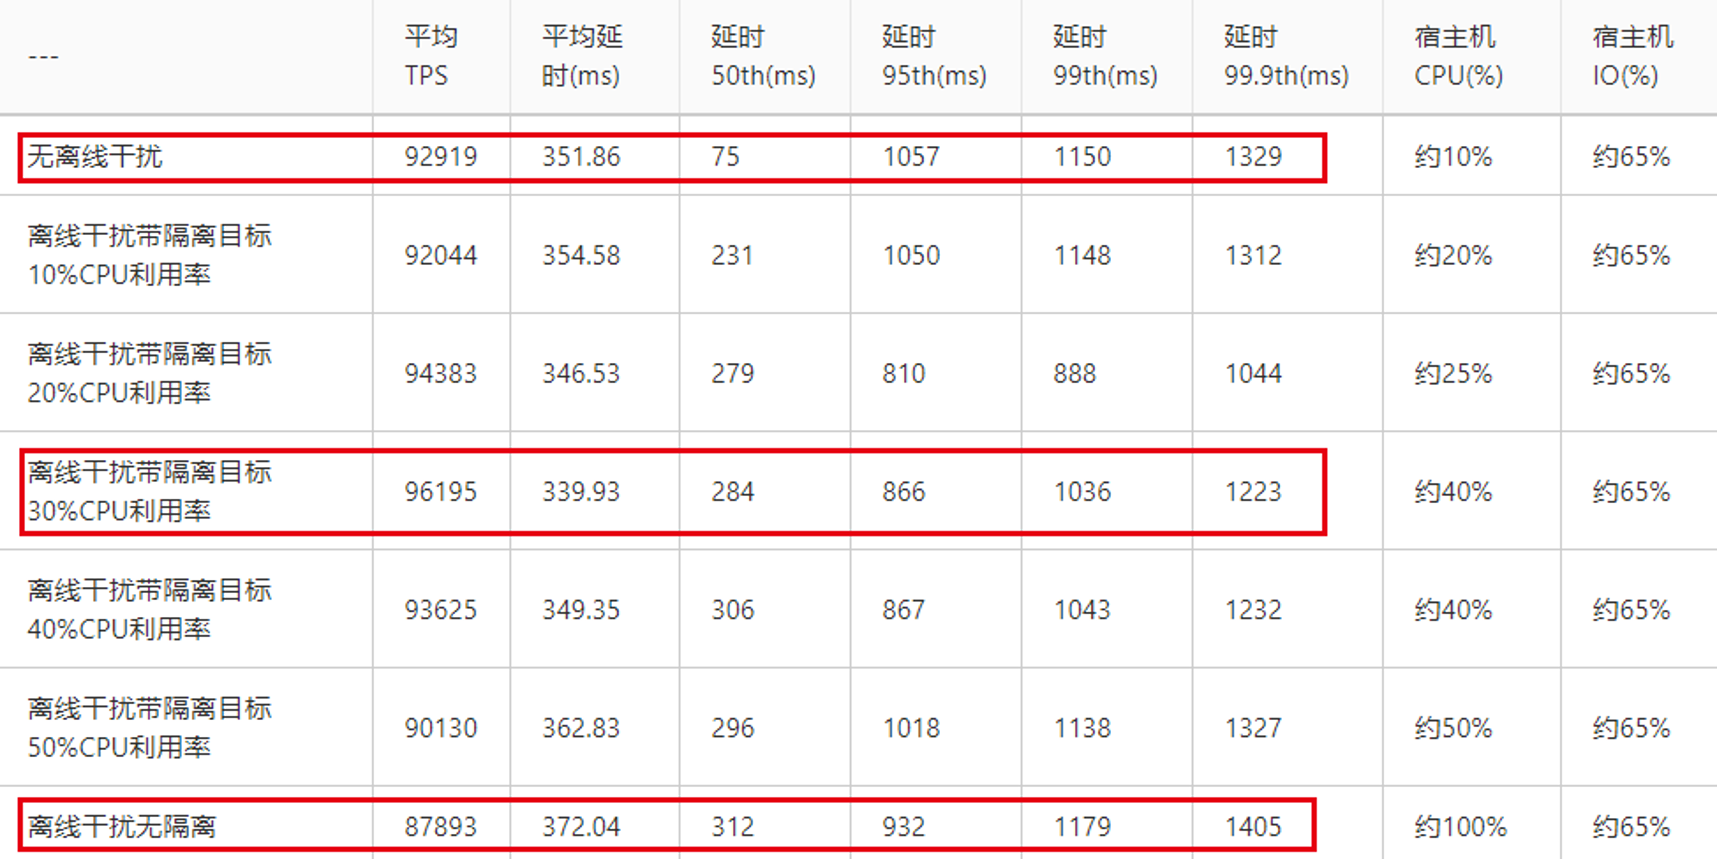 --- 平均 平均延 延时 延时 延时 延时 宿主机 宿主机
TPS 时(ms) 50th(ms) 95th(ms) 99th(ms) 99.9th(ms) CPU(%) IO(%)
无离线干扰 92919 351.86 75 1057 1150 1329 约10% 约65%
离线干扰带隔离目标
10%CPU利用率 92044 354.58 231 1050 1148 1312 约20% 约65%
离线干扰带隔离目标
20%CPU利用率 94383 346.53 279 810 888 1044 约25% 约65%
离线干扰带隔离目标
30%CPU利用率 96195 339.93 284 866 1036 1223 约40% 约65%
离线干扰带隔离目标
40%CPU利用率 93625 349.35 306 867 1043 1232 约40% 约65%
离线干扰带隔离目标
50%CPU利用率 90130 362.83 296 1018 1138 1327 约50% 约65%
离线干扰无隔离 87893 372.04 312 932 1179 1405 约100% 约65%